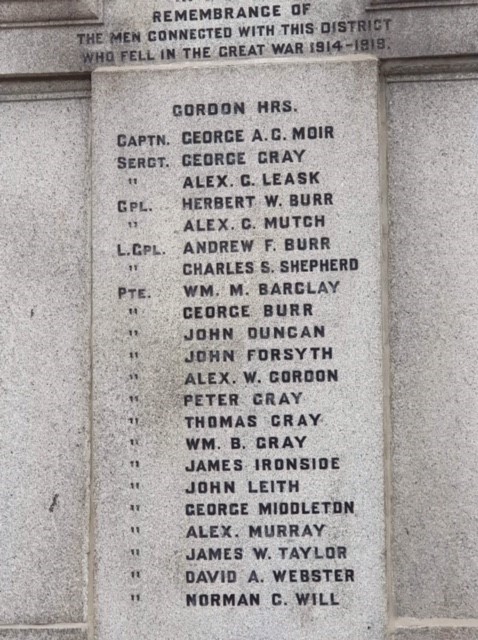 REMEMBRANCE OF
THE MEN CONNECTED WITH THIS DISTRICT
WHO FELL IN THE GREAT WAR 1914-1919.
GORDON HRS.
CAPTN. GEORGE A.G. MOIR
SERGT. GEORGE GRAY
" ALEX. G. LEASK
CPL. HERBERT W. BURR
" ALEX. G. MUTCH
L.CPL. ANDREW F. BURR
" CHARLES S. SHEPHERD
PTE. WM. M. BARCLAY
" GEORGE BURR
" JOHN DUNCAN
" JOHN FORSYTH
" ALEX. W. GORDON
" PETER GRAY
" THOMAS GRAY
" WM. B. GRAY
" JAMES IRONSIDE
" JOHN LEITH
" GEORGE MIDDLETON
" ALEX. MURRAY
" JAMES W. TAYLOR
" DAVID A. WEBSTER
" NORMAN G. WILL